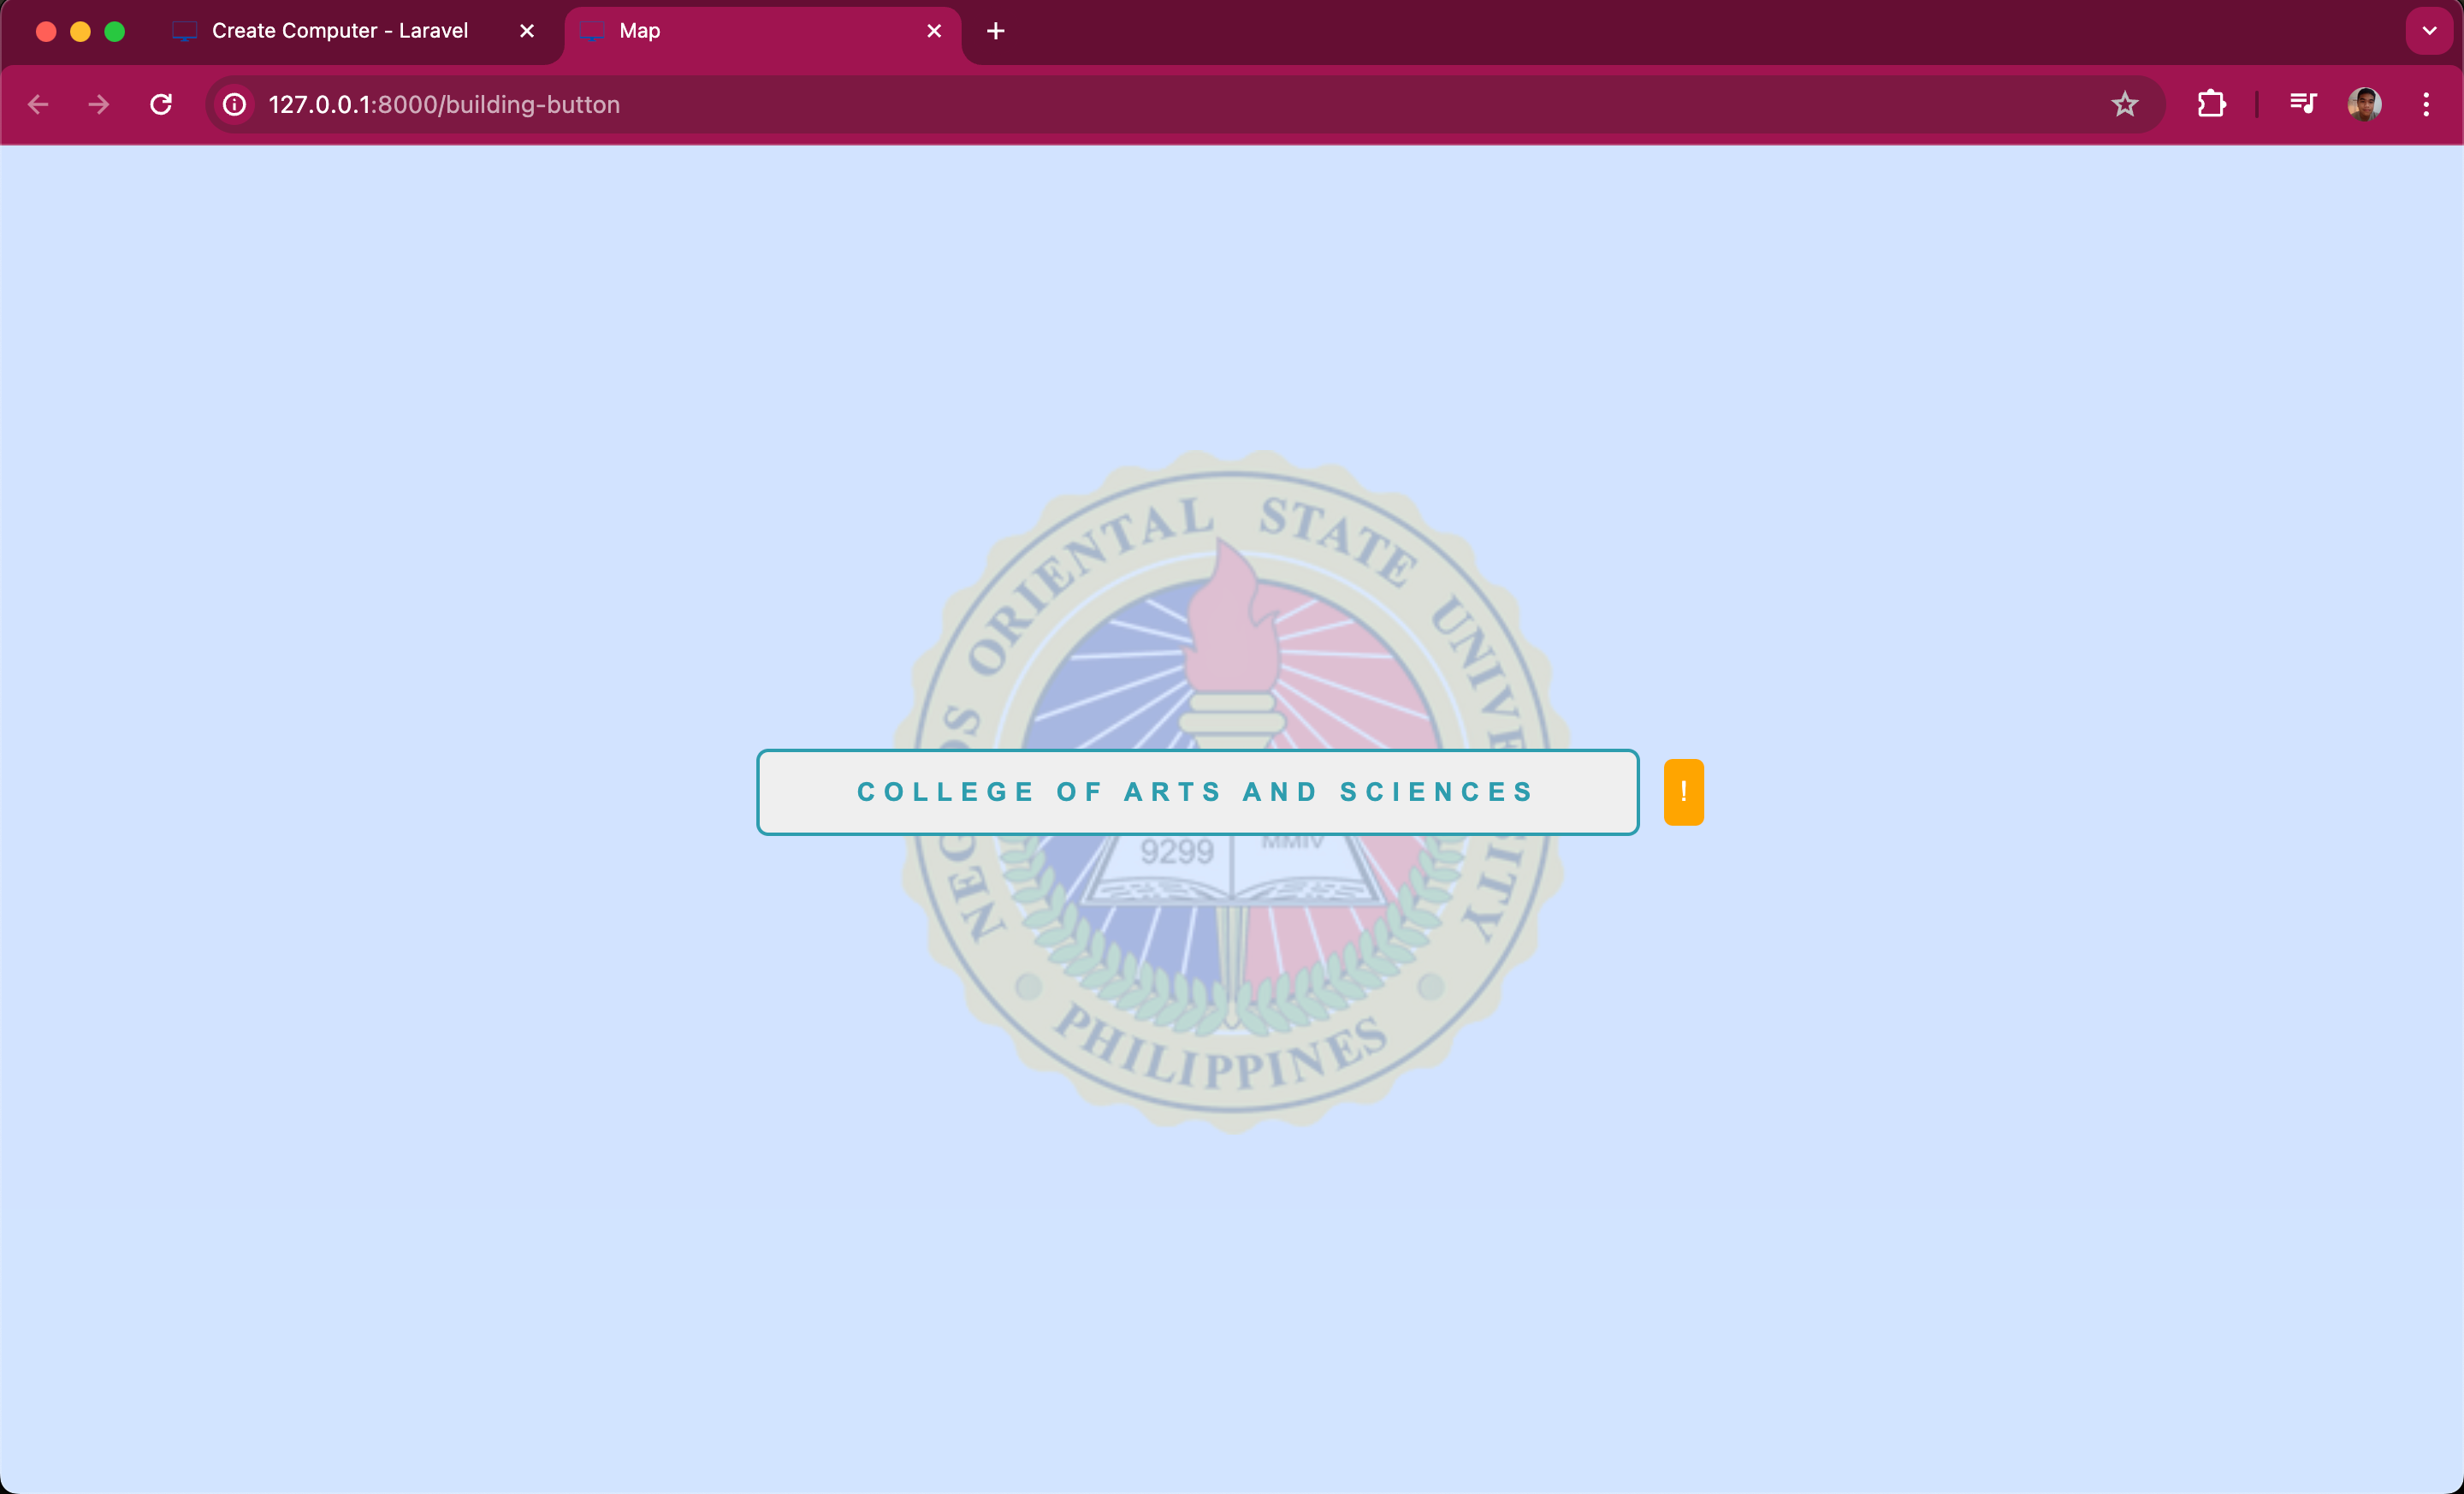 Create Computer - Laravel
Map
127.0.0.1:8000/building-button
NEGROS ORIENTAL STATE UNIVERSITY
COLLEGE OF ARTS AND SCIENCES
!
9299
MMIV
PHILIPPINES